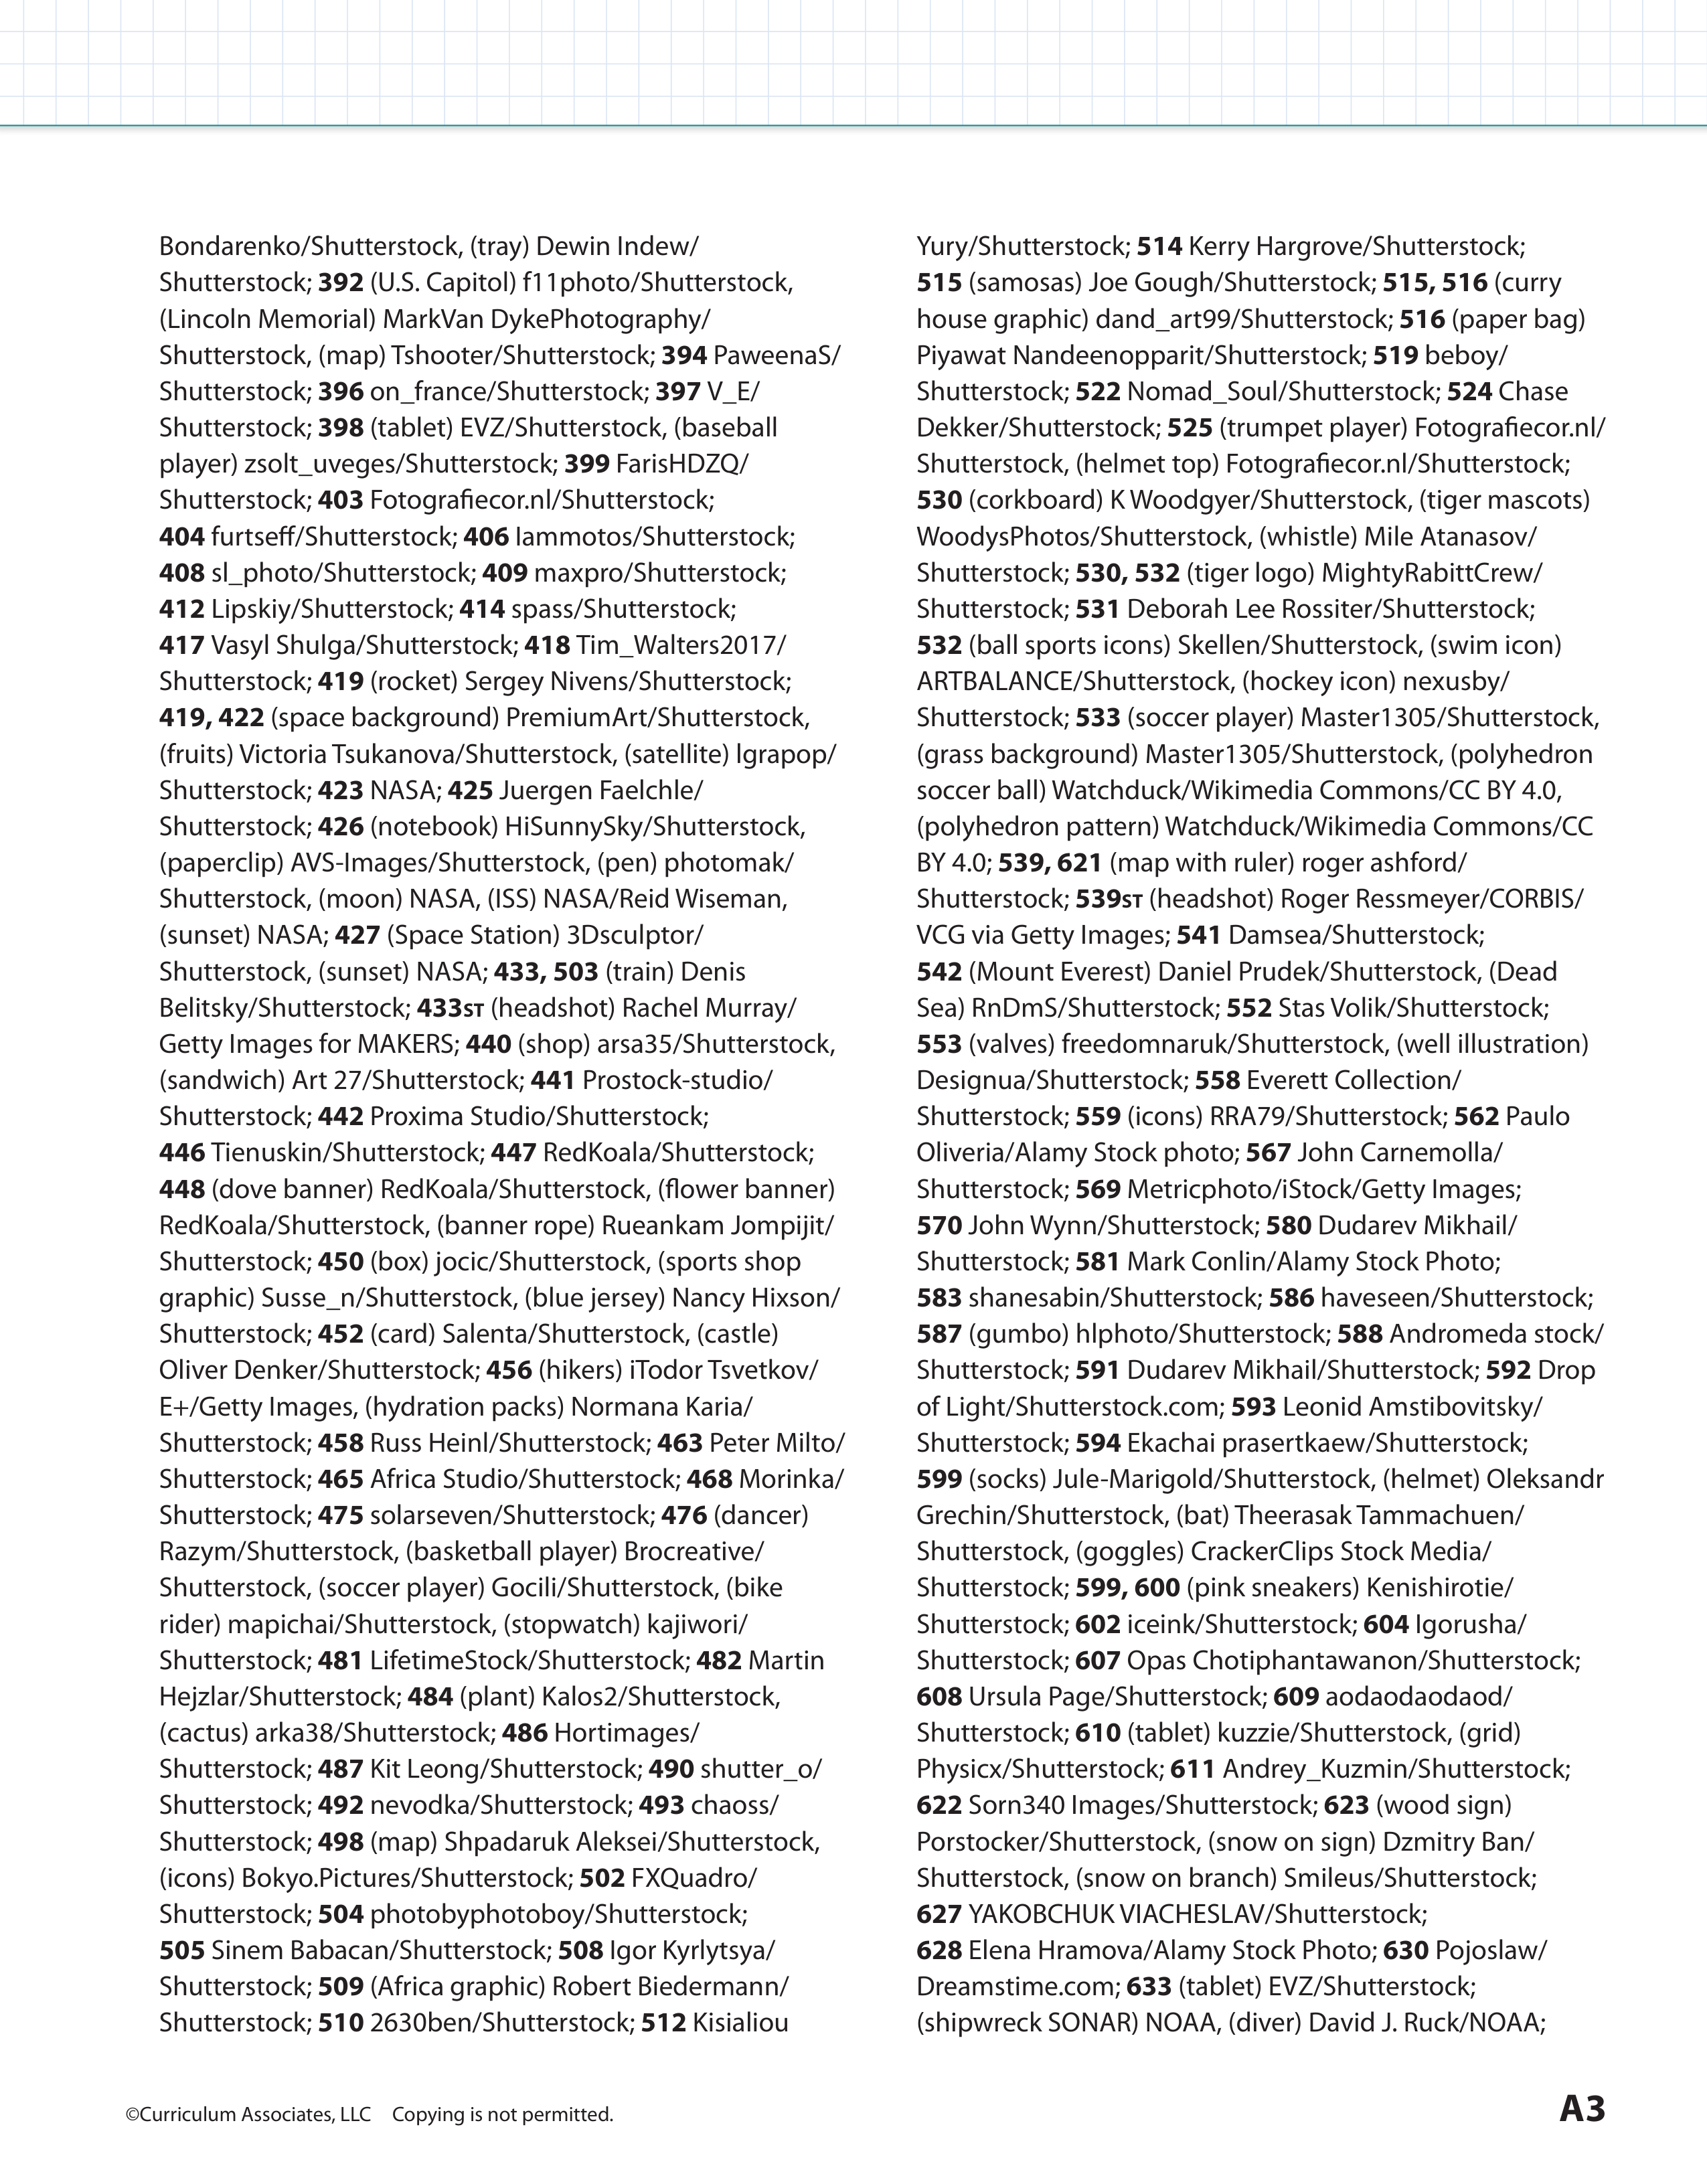 Bondarenko/Shutterstock, (tray) Dewin Indew/
Shutterstock; 392 (U.S. Capitol) f11photo/Shutterstock,
(Lincoln Memorial) MarkVan DykePhotography/
Shutterstock, (map) Tshooter/Shutterstock; 394 PaweenaS/
Shutterstock; 396 on_france/Shutterstock; 397 V_E/
Shutterstock; 398 (tablet) EVZ/Shutterstock, (baseball
player) zsolt_uveges/Shutterstock; 399 FarisHDZQ/
Shutterstock; 403 Fotografiecor.nl/Shutterstock;
404 furtseff/Shutterstock; 406 lammotos/Shutterstock;
408 sl_photo/Shutterstock; 409 maxpro/Shutterstock;
412 Lipskiy/Shutterstock; 414 spass/Shutterstock;
417 Vasyl Shulga/Shutterstock; 418 Tim_Walters2017/
Shutterstock; 419 (rocket) Sergey Nivens/Shutterstock;
419, 422 (space background) PremiumArt/Shutterstock,
(fruits) Victoria Tsukanova/Shutterstock, (satellite) lgrapop/
Shutterstock; 423 NASA; 425 Juergen Faelchle/
Shutterstock; 426 (notebook) HiSunnySky/Shutterstock,
(paperclip) AVS-Images/Shutterstock, (pen) photomak/
Shutterstock, (moon) NASA, (ISS) NASA/Reid Wiseman,
(sunset) NASA; 427 (Space Station) 3Dsculptor/
Shutterstock, (sunset) NASA; 433, 503 (train) Denis
Belitsky/Shutterstock; 433ST (headshot) Rachel Murray/
Getty Images for MAKERS; 440 (shop) arsa35/Shutterstock,
(sandwich) Art 27/Shutterstock; 441 Prostock-studio/
Shutterstock; 442 Proxima Studio/Shutterstock;
446 Tienuskin/Shutterstock; 447 RedKoala/Shutterstock;
448 (dove banner) RedKoala/Shutterstock, (flower banner)
RedKoala/Shutterstock, (banner rope) Rueankam Jompijit/
Shutterstock; 450 (box) jocic/Shutterstock, (sports shop
graphic) Susse_n/Shutterstock, (blue jersey) Nancy Hixson/
Shutterstock; 452 (card) Salenta/Shutterstock, (castle)
Oliver Denker/Shutterstock; 456 (hikers) iTodor Tsvetkov/
E+/Getty Images, (hydration packs) Normana Karia/
Shutterstock; 458 Russ Heinl/Shutterstock; 463 Peter Milto/
Shutterstock; 465 Africa Studio/Shutterstock; 468 Morinka/
Shutterstock; 475 solarseven/Shutterstock; 476 (dancer)
Razym/Shutterstock, (basketball player) Brocreative/
Shutterstock, (soccer player) Gocili/Shutterstock, (bike
rider) mapichai/Shutterstock, (stopwatch) kajiwori/
Shutterstock; 481 LifetimeStock/Shutterstock; 482 Martin
Hejzlar/Shutterstock; 484 (plant) Kalos2/Shutterstock,
(cactus) arka38/Shutterstock; 486 Hortimages/
Shutterstock; 487 Kit Leong/Shutterstock; 490 shutter_o/
Shutterstock; 492 nevodka/Shutterstock; 493 chaoss/
Shutterstock; 498 (map) Shpadaruk Aleksei/Shutterstock,
(icons) Bokyo.Pictures/Shutterstock; 502 FXQuadro/
Shutterstock; 504 photobyphotoboy/Shutterstock;
505 Sinem Babacan/Shutterstock; 508 Igor Kyrlytsya/
Shutterstock; 509 (Africa graphic) Robert Biedermann/
Shutterstock; 510 2630ben/Shutterstock; 512 Kisialiou
Yury/Shutterstock; 514 Kerry Hargrove/Shutterstock;
515 (samosas) Joe Gough/Shutterstock; 515, 516 (curry
house graphic) dand_art99/Shutterstock; 516 (paper bag)
Piyawat Nandeenopparit/Shutterstock; 519 beboy/
Shutterstock; 522 Nomad_Soul/Shutterstock; 524 Chase
Dekker/Shutterstock; 525 (trumpet player) Fotografiecor.nl/
Shutterstock, (helmet top) Fotografiecor.nl/Shutterstock;
530 (corkboard) K Woodgyer/Shutterstock, (tiger mascots)
WoodysPhotos/Shutterstock, (whistle) Mile Atanasov/
Shutterstock; 530, 532 (tiger logo) MightyRabittCrew/
Shutterstock; 531 Deborah Lee Rossiter/Shutterstock;
532 (ball sports icons) Skellen/Shutterstock, (swim icon)
ARTBALANCE/Shutterstock, (hockey icon) nexusby/
Shutterstock; 533 (soccer player) Master1305/Shutterstock,
(grass background) Master1305/Shutterstock, (polyhedron
soccer ball) Watchduck/Wikimedia Commons/CC BY 4.0,
(polyhedron pattern) Watchduck/Wikimedia Commons/CC
BY 4.0; 539, 621 (map with ruler) roger ashford/
Shutterstock; 539ST (headshot) Roger Ressmeyer/CORBIS/
VCG via Getty Images; 541 Damsea/Shutterstock;
542 (Mount Everest) Daniel Prudek/Shutterstock, (Dead
Sea) RnDmS/Shutterstock; 552 Stas Volik/Shutterstock;
553 (valves) freedomnaruk/Shutterstock, (well illustration)
Designua/Shutterstock; 558 Everett Collection/
Shutterstock; 559 (icons) RRA79/Shutterstock; 562 Paulo
Oliveria/Alamy Stock photo; 567 John Carnemolla/
Shutterstock; 569 Metricphoto/iStock/Getty Images;
570 John Wynn/Shutterstock; 580 Dudarev Mikhail/
Shutterstock; 581 Mark Conlin/Alamy Stock Photo;
583 shanesabin/Shutterstock; 586 haveseen/Shutterstock;
587 (gumbo) hlphoto/Shutterstock; 588 Andromeda stock/
Shutterstock; 591 Dudarev Mikhail/Shutterstock; 592 Drop
of Light/Shutterstock.com; 593 Leonid Amstibovitsky/
Shutterstock; 594 Ekachai prasertkaew/Shutterstock;
599 (socks) Jule-Marigold/Shutterstock, (helmet) Oleksandr
Grechin/Shutterstock, (bat) Theerasak Tammachuen/
Shutterstock, (goggles) CrackerClips Stock Media/
Shutterstock; 599, 600 (pink sneakers) Kenishirotie/
Shutterstock; 602 iceink/Shutterstock; 604 Igorusha/
Shutterstock; 607 Opas Chotiphantawanon/Shutterstock;
608 Ursula Page/Shutterstock; 609 aodaodaodaod/
Shutterstock; 610 (tablet) kuzzie/Shutterstock, (grid)
Physicx/Shutterstock; 611 Andrey_Kuzmin/Shutterstock;
622 Sorn340 Images/Shutterstock; 623 (wood sign)
Porstocker/Shutterstock, (snow on sign) Dzmitry Ban/
Shutterstock, (snow on branch) Smileus/Shutterstock;
627 YAKOBCHUK VIACHESLAV/Shutterstock;
628 Elena Hramova/Alamy Stock Photo; 630 Pojoslaw/
Dreamstime.com; 633 (tablet) EVZ/Shutterstock;
(shipwreck SONAR) NOAA, (diver) David J. Ruck/NOAA;
©Curriculum Associates, LLC Copying is not permitted.
A3